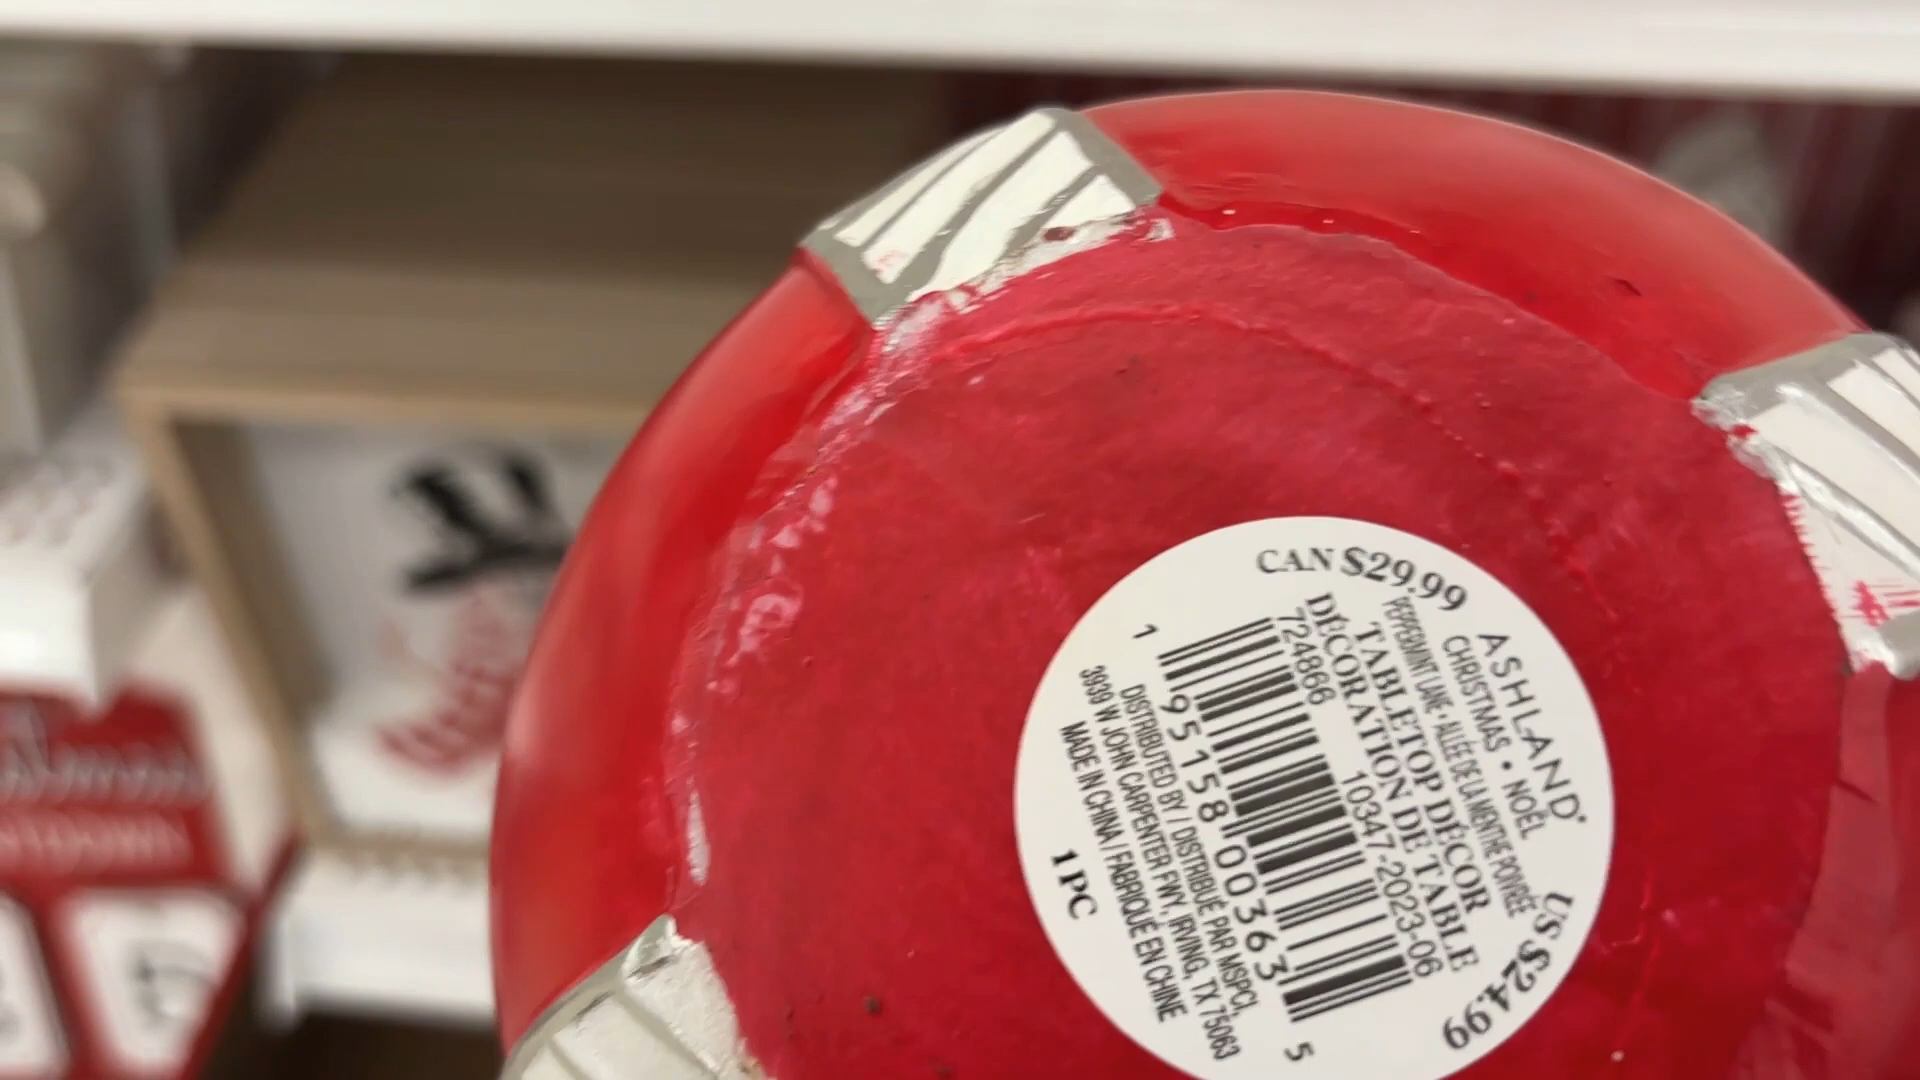 CAN $29.99
ASHLAND®
CHRISTMAS • NOËL
PEPPERMINT LANE • ALLÉE DE LA MENTHE POIVRÉE
TABLETOP DÉCOR
DÉCORATION DE TABLE
724866 10347-2023-06
1 95158 00363 5
DISTRIBUTED BY / DISTRIBUÉ PAR MSPCI,
3939 W JOHN CARPENTER FWY, IRVING, TX 75063
MADE IN CHINA / FABRIQUÉ EN CHINE
1 PC
US $24.99